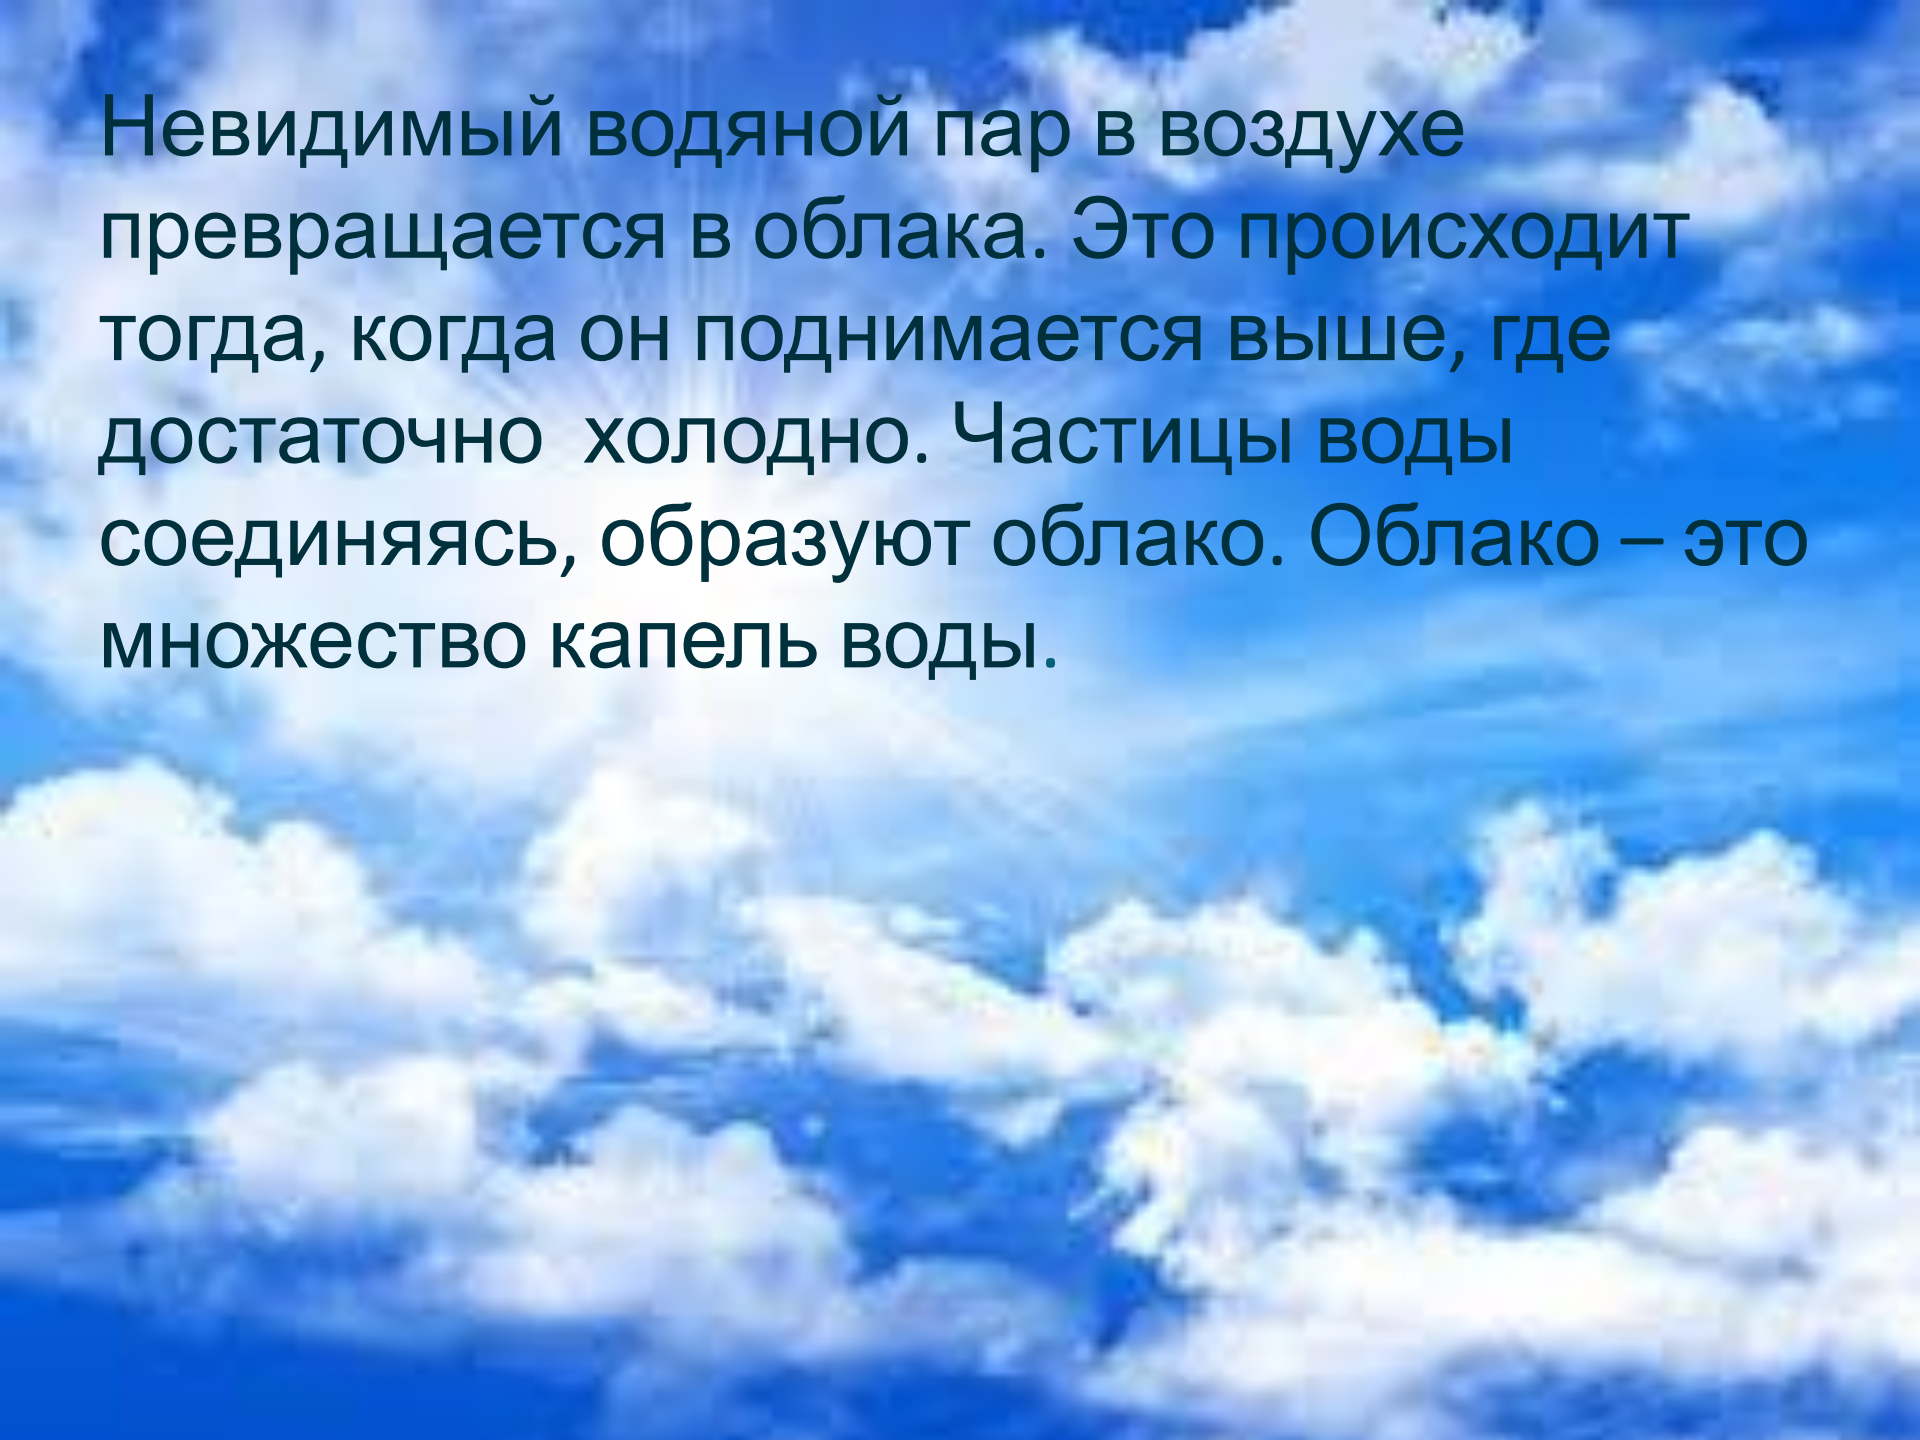 Невидимый водяной пар в воздухе
превращается в облака. Это происходит
тогда, когда он поднимается выше, где
достаточно  холодно. Частицы воды
соединяясь, образуют облако. Облако – это
множество капель воды.